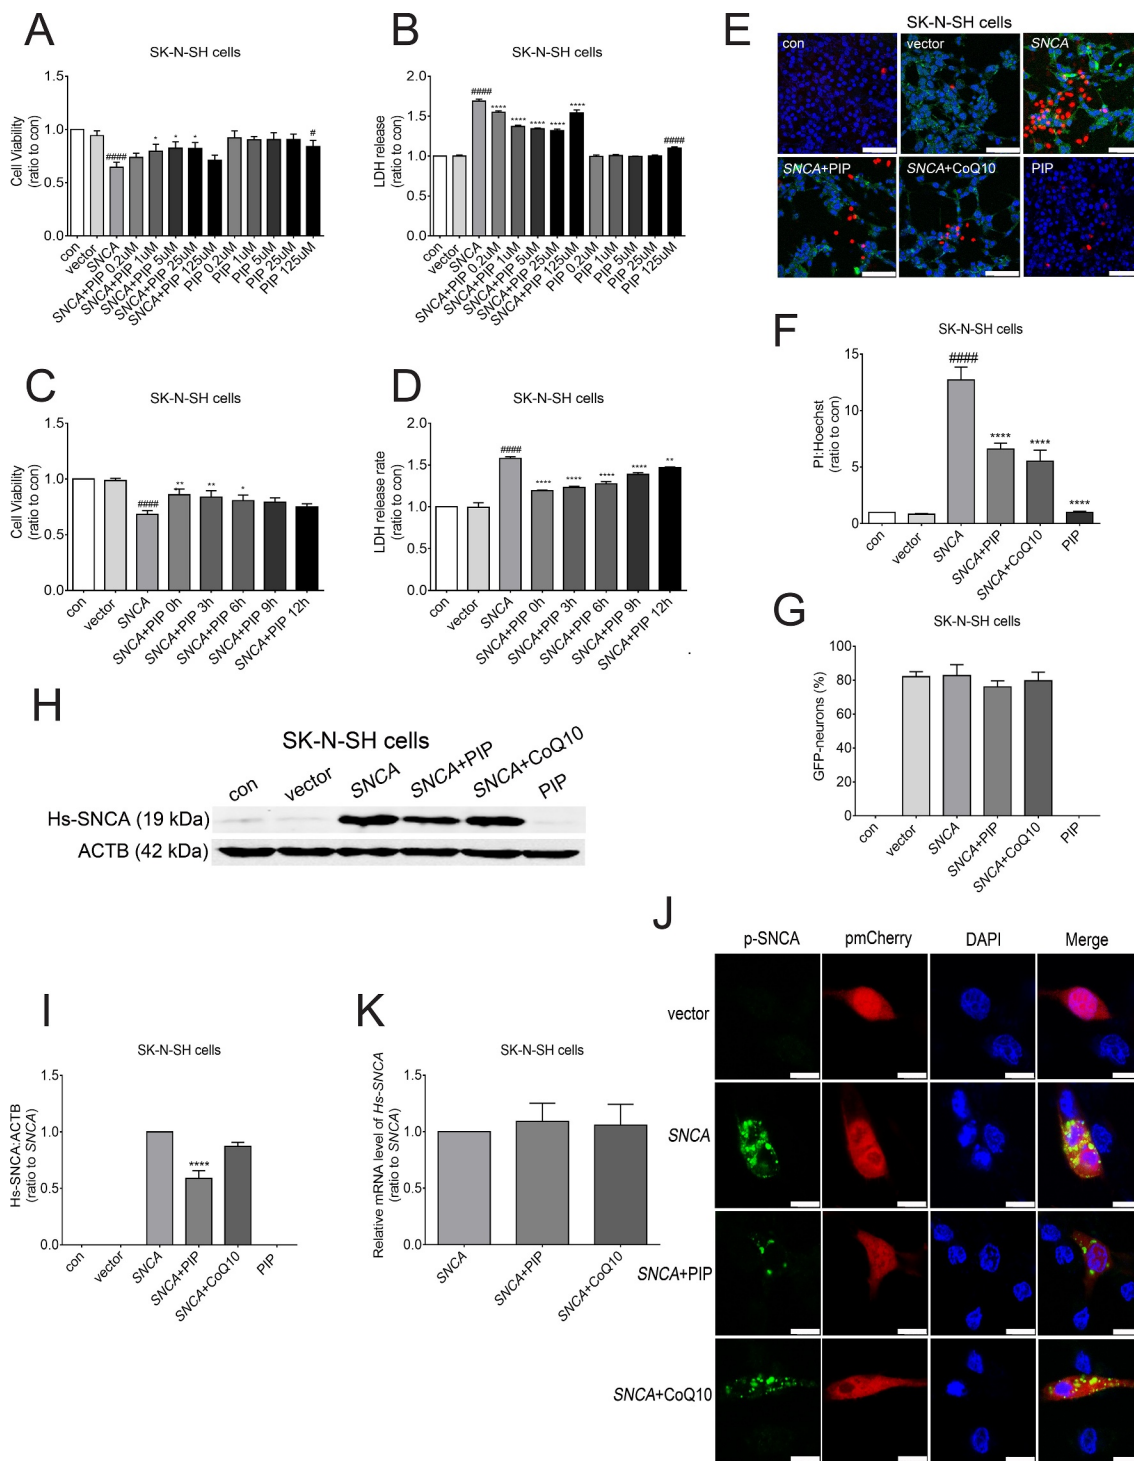 A
SK-N-SH cells
Cell Viability
(ratio to con)
1.5
1.0
0.5
0.0
con
vector
SNCA
SNCA+PIP 0.2uM
SNCA+PIP 1uM
SNCA+PIP 5uM
SNCA+PIP 25uM
SNCA+PIP 125uM
PIP 0.2uM
PIP 1uM
PIP 5uM
PIP 25uM
PIP 125uM
####
*
*
*
#
B
SK-N-SH cells
LDH release
(ratio to con)
2.0
1.5
1.0
0.5
0.0
con
vector
SNCA
SNCA+PIP 0.2uM
SNCA+PIP 1uM
SNCA+PIP 5uM
SNCA+PIP 25uM
SNCA+PIP 125uM
PIP 0.2uM
PIP 1uM
PIP 5uM
PIP 25uM
PIP 125uM
####
****
****
****
****
****
####
E
SK-N-SH cells
con
vector
SNCA
SNCA+PIP
SNCA+CoQ10
PIP
C
SK-N-SH cells
Cell Viability
(ratio to con)
1.5
1.0
0.5
0.0
con
vector
SNCA
SNCA+PIP 0h
SNCA+PIP 3h
SNCA+PIP 6h
SNCA+PIP 9h
SNCA+PIP 12h
####
**
**
*
D
SK-N-SH cells
LDH release rate
(ratio to con)
2.0
1.5
1.0
0.5
0.0
con
vector
SNCA
SNCA+PIP 0h
SNCA+PIP 3h
SNCA+PIP 6h
SNCA+PIP 9h
SNCA+PIP 12h
####
****
****
****
****
**
F
SK-N-SH cells
PI:Hoechst
(ratio to con)
15
10
5
0
con
vector
SNCA
SNCA+PIP
SNCA+CoQ10
PIP
####
****
****
****
G
SK-N-SH cells
GFP-neurons (%)
100
80
60
40
20
0
con
vector
SNCA
SNCA+PIP
SNCA+CoQ10
PIP
H
SK-N-SH cells
con
vector
SNCA
SNCA+PIP
SNCA+CoQ10
PIP
Hs-SNCA (19 kDa)
ACTB (42 kDa)
I
SK-N-SH cells
Hs-SNCA:ACTB
(ratio to SNCA)
1.5
1.0
0.5
0.0
con
vector
SNCA
SNCA+PIP
SNCA+CoQ10
PIP
****
K
SK-N-SH cells
Relative mRNA level of Hs-SNCA
(ratio to SNCA)
1.5
1.0
0.5
0.0
SNCA
SNCA+PIP
SNCA+CoQ10
J
p-SNCA
pmCherry
DAPI
Merge
vector
SNCA
SNCA+PIP
SNCA+CoQ10